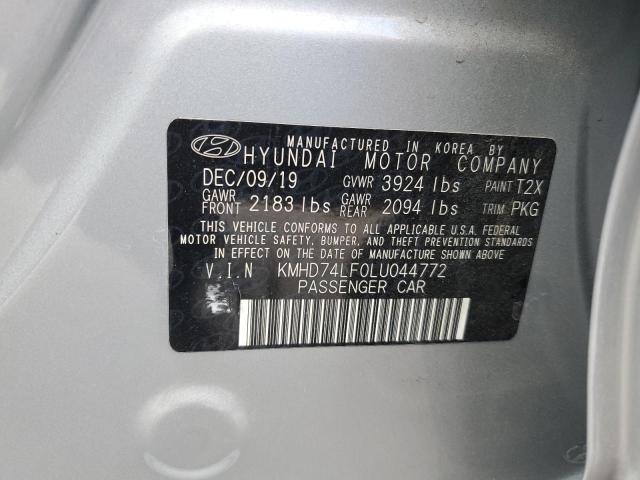 MANUFACTURED IN KOREA BY
HYUNDAI MOTOR COMPANY
DEC/09/19 GVWR 3924 lbs PAINT T2X
GAWR FRONT 2183 lbs GAWR REAR 2094 lbs TRIM PKG
THIS VEHICLE CONFORMS TO ALL APPLICABLE U.S.A. FEDERAL
MOTOR VEHICLE SAFETY, BUMPER, AND THEFT PREVENTION STANDARDS
IN EFFECT ON THE DATE OF MANUFACTURE SHOWN ABOVE.
V.I.N KMHD74LF0LU044772
PASSENGER CAR